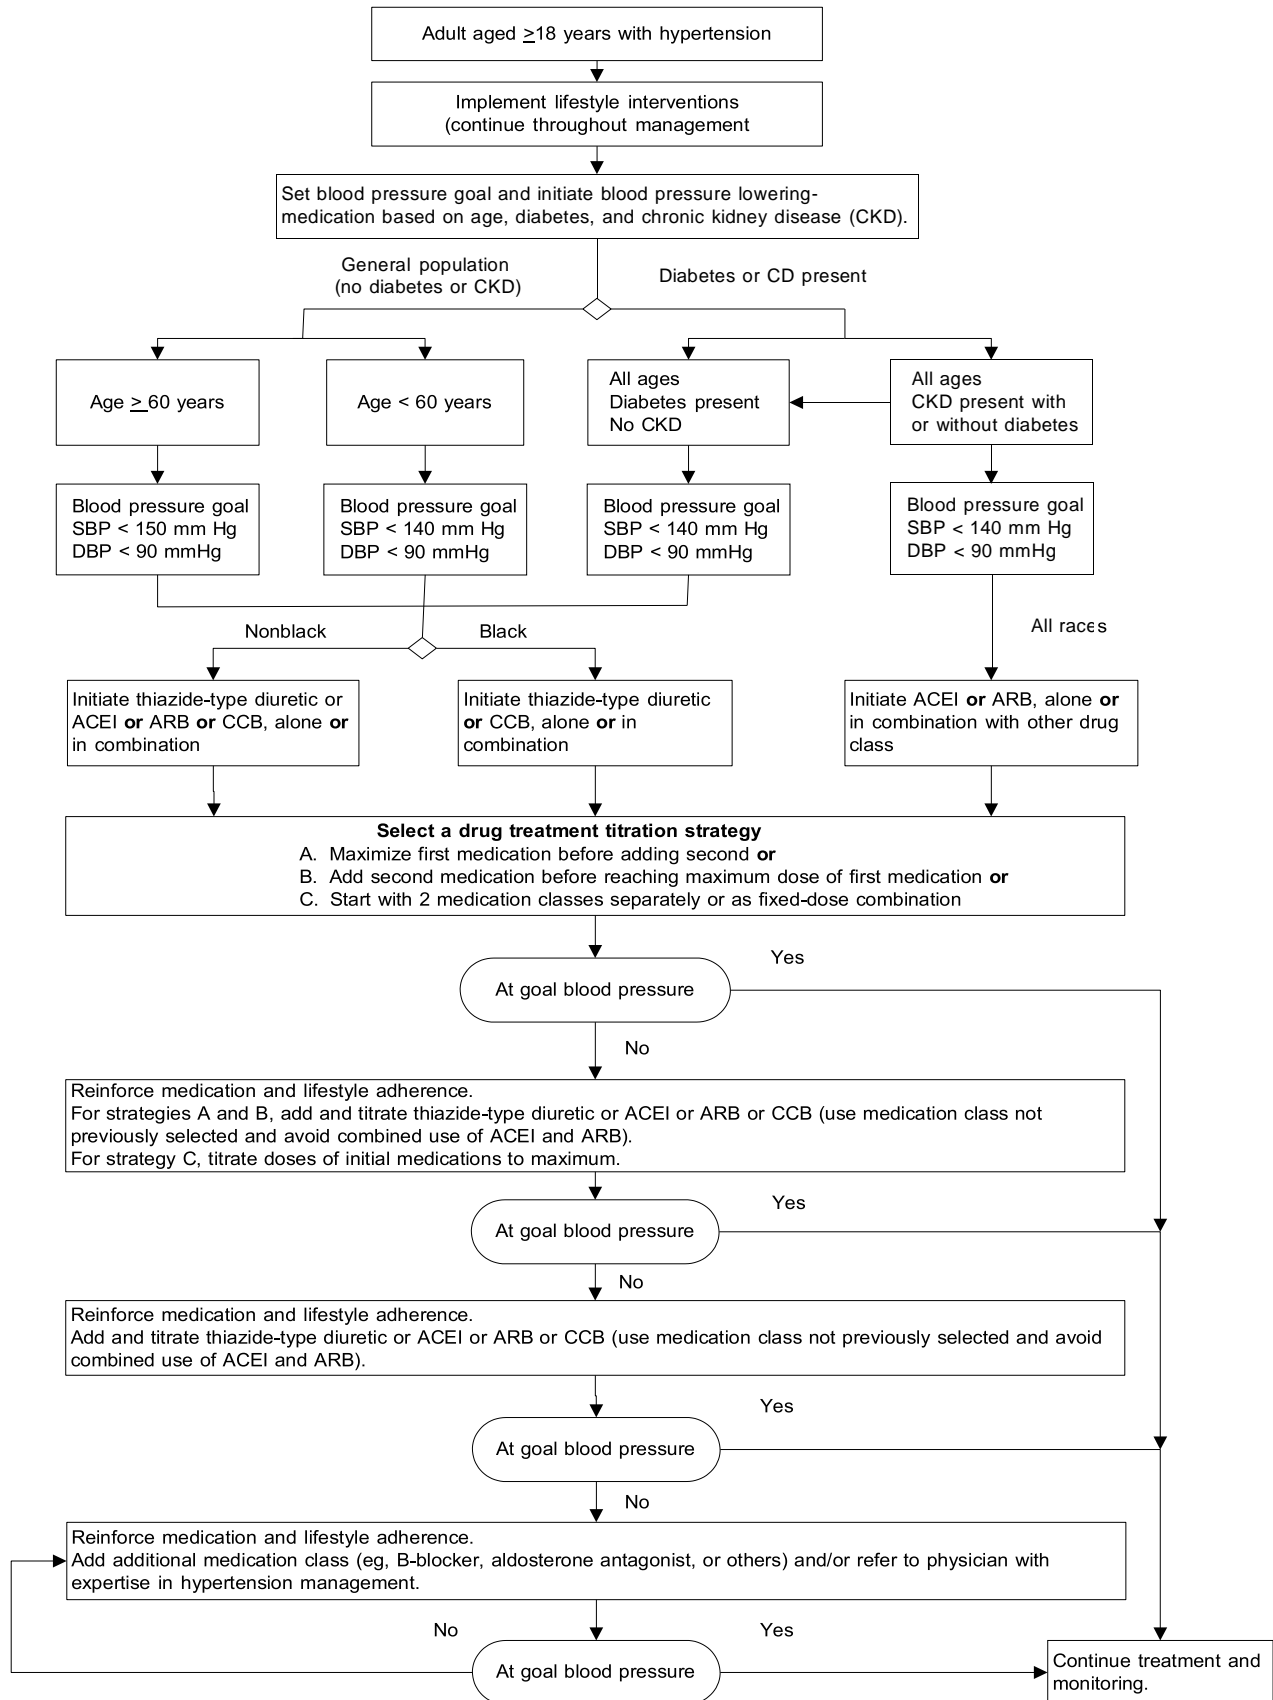 Adult aged ≥18 years with hypertension
Implement lifestyle interventions
(continue throughout management
Set blood pressure goal and initiate blood pressure lowering-
medication based on age, diabetes, and chronic kidney disease (CKD).
General population
(no diabetes or CKD)
Diabetes or CD present
Age ≥ 60 years
Age < 60 years
All ages
Diabetes present
No CKD
All ages
CKD present with
or without diabetes
Blood pressure goal
SBP < 150 mm Hg
DBP < 90 mmHg
Blood pressure goal
SBP < 140 mm Hg
DBP < 90 mmHg
Blood pressure goal
SBP < 140 mm Hg
DBP < 90 mmHg
Blood pressure goal
SBP < 140 mm Hg
DBP < 90 mmHg
Nonblack
Black
All races
Initiate thiazide-type diuretic or
ACEI or ARB or CCB, alone or
in combination
Initiate thiazide-type diuretic
or CCB, alone or in
combination
Initiate ACEI or ARB, alone or
in combination with other drug
class
Select a drug treatment titration strategy
A. Maximize first medication before adding second or
B. Add second medication before reaching maximum dose of first medication or
C. Start with 2 medication classes separately or as fixed-dose combination
At goal blood pressure
Yes
No
Reinforce medication and lifestyle adherence.
For strategies A and B, add and titrate thiazide-type diuretic or ACEI or ARB or CCB (use medication class not
previously selected and avoid combined use of ACEI and ARB).
For strategy C, titrate doses of initial medications to maximum.
At goal blood pressure
Yes
No
Reinforce medication and lifestyle adherence.
Add and titrate thiazide-type diuretic or ACEI or ARB or CCB (use medication class not previously selected and avoid
combined use of ACEI and ARB).
At goal blood pressure
Yes
No
Reinforce medication and lifestyle adherence.
Add additional medication class (eg, B-blocker, aldosterone antagonist, or others) and/or refer to physician with
expertise in hypertension management.
No
Yes
At goal blood pressure
Continue treatment and
monitoring.